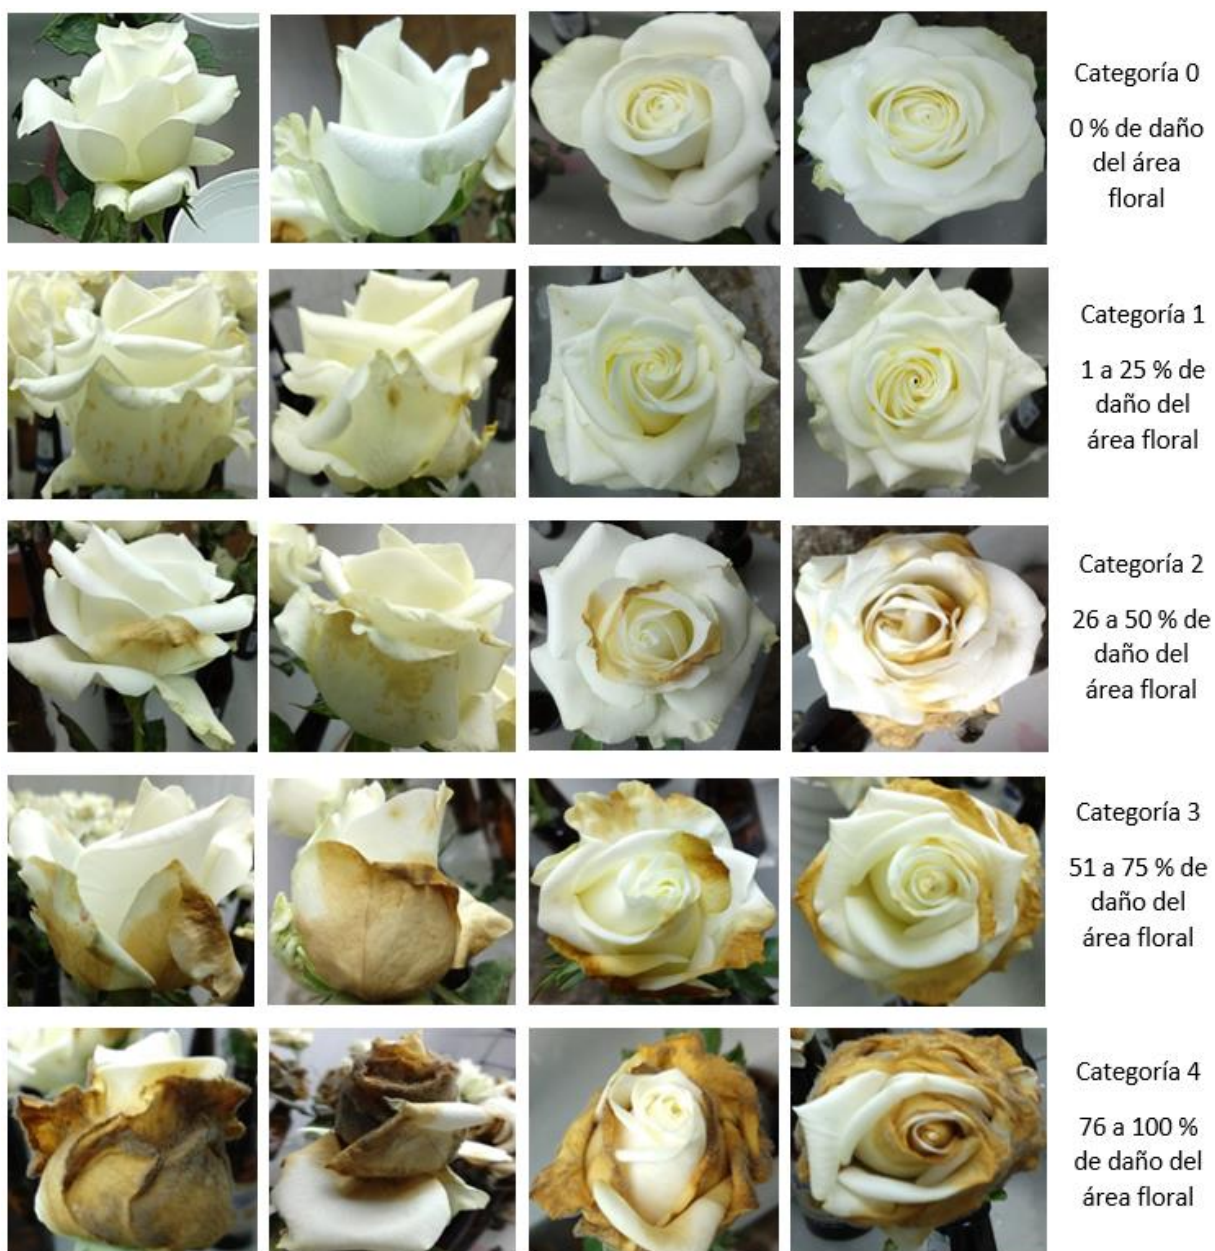 Categoría 0
0 % de daño
del área
floral
Categoría 1
1 a 25 % de
daño del
área floral
Categoría 2
26 a 50 % de
daño del
área floral
Categoría 3
51 a 75 % de
daño del
área floral
Categoría 4
76 a 100 %
de daño del
área floral